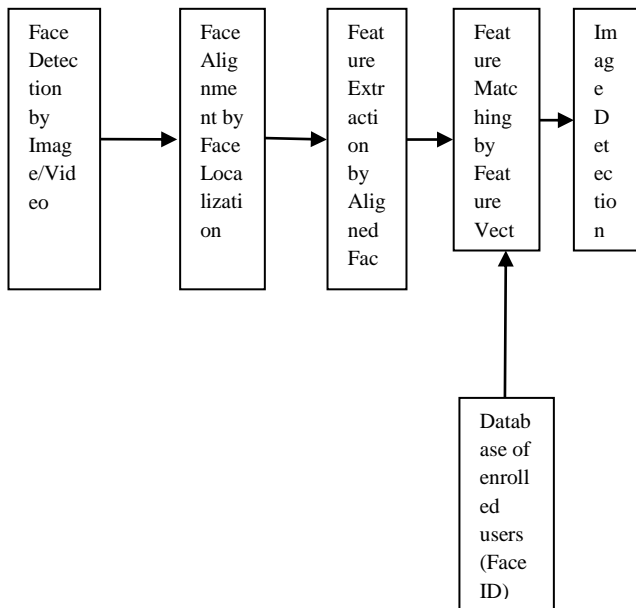 Face
Detec
tion
by
Imag
e/Vid
eo
Face
Alig
nme
nt by
Face
Loca
lizati
on
Feat
ure
Extr
acti
on
by
Alig
ned
Fac
Feat
ure
Matc
hing
by
Feat
ure
Vect
Im
ag
e
D
et
ec
tio
n
Datab
ase of
enroll
ed
users
(Face
ID)